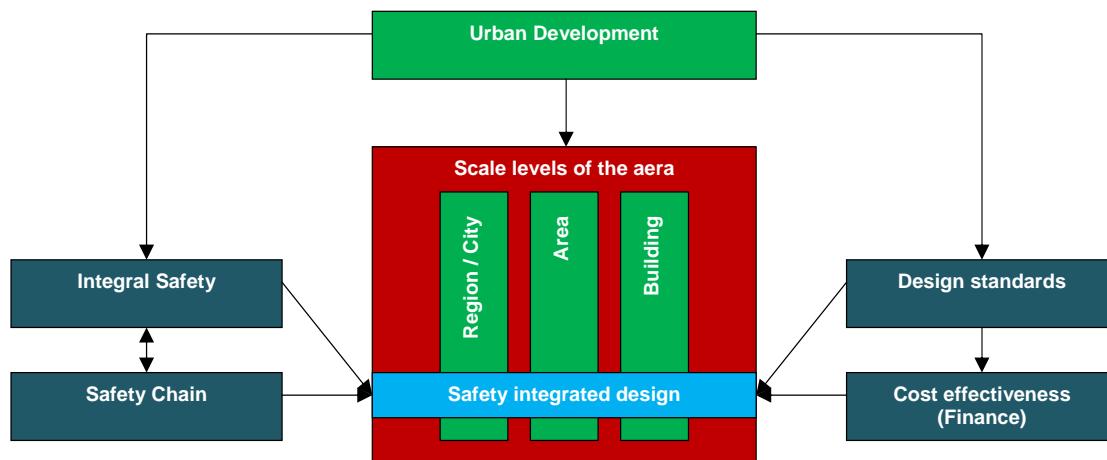 Urban Development
Scale levels of the aera
Region / City
Area
Building
Integral Safety
Design standards
Safety Chain
Safety integrated design
Cost effectiveness
(Finance)